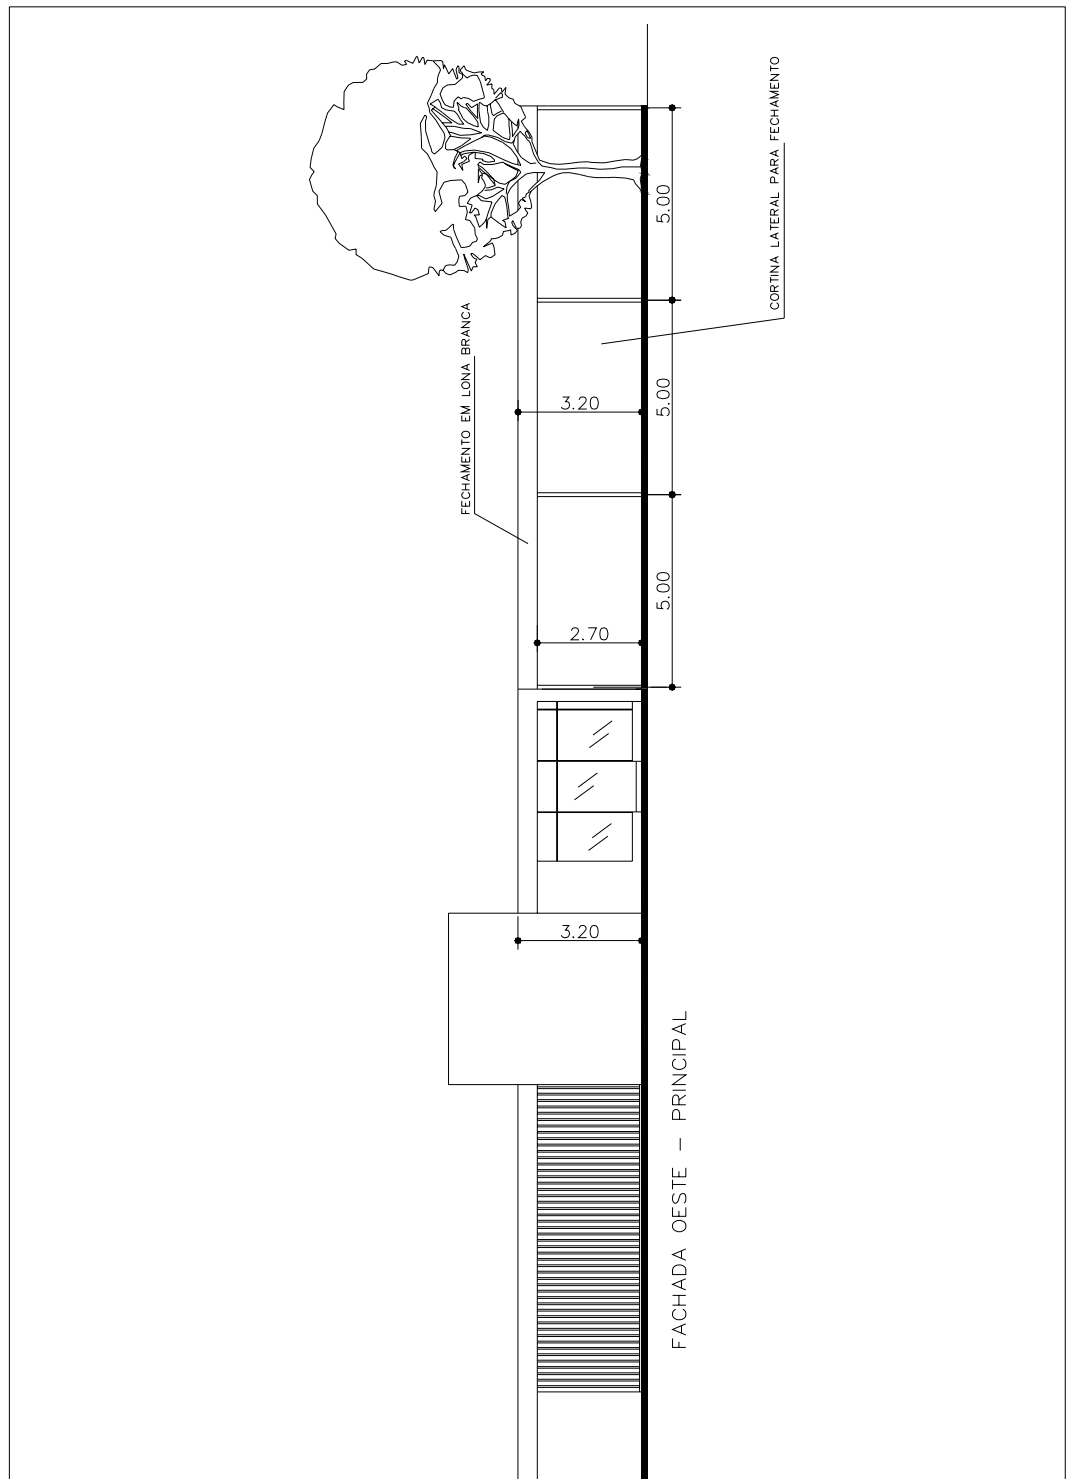 FECHAMENTO EM LONA BRANCA
CORTINA LATERAL PARA FECHAMENTO
3.20
2.70
3.20
5.00
5.00
5.00
FACHADA OESTE – PRINCIPAL